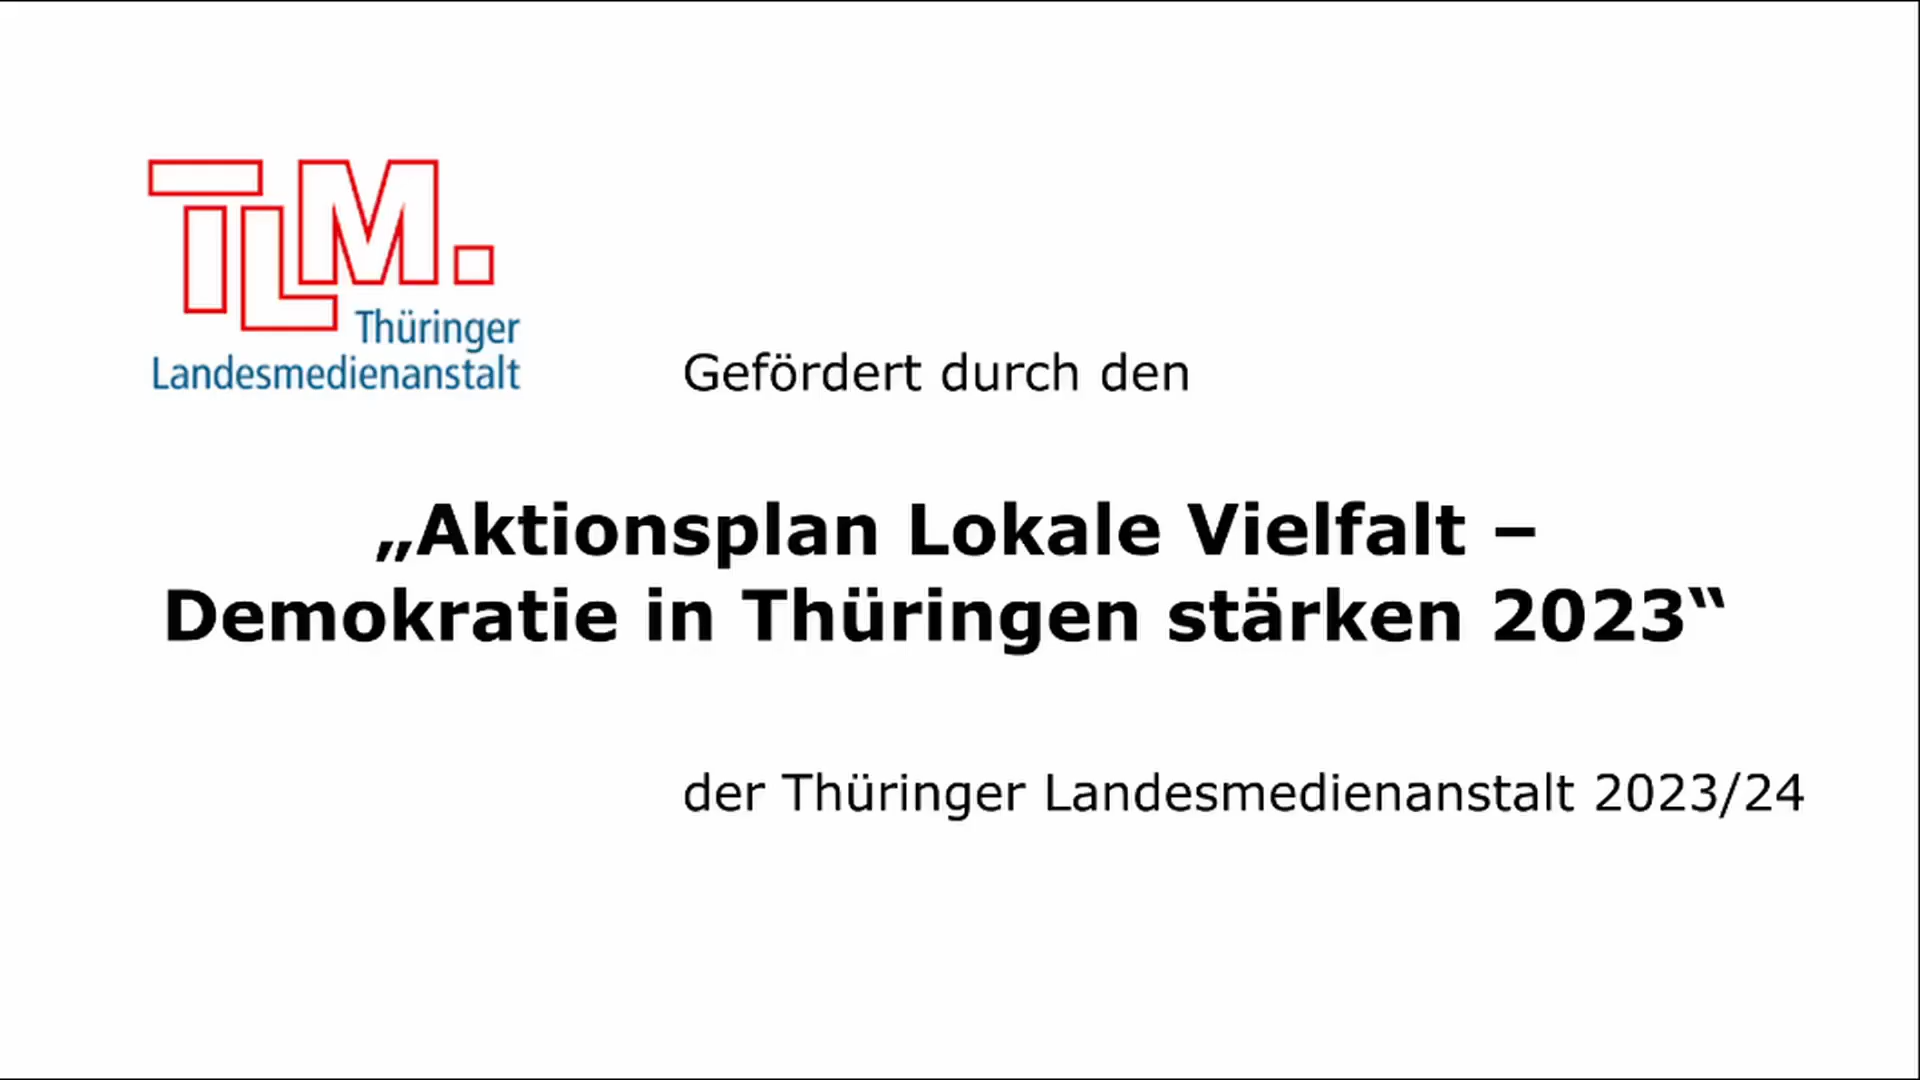 TLM.
Thüringer
Landesmedienanstalt
Gefördert durch den
„Aktionsplan Lokale Vielfalt –
Demokratie in Thüringen stärken 2023“
der Thüringer Landesmedienanstalt 2023/24